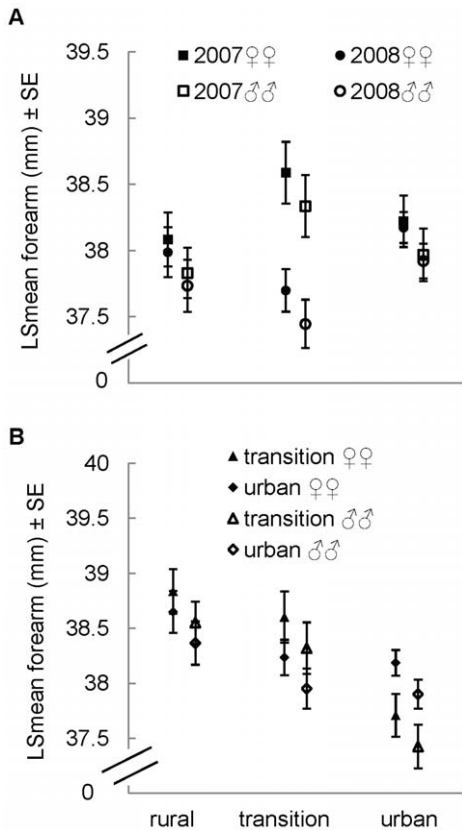 A
LSmean forearm (mm) ± SE
39.5
39
38.5
38
37.5
0
■ 2007♀♀ ● 2008♀♀
□ 2007♂♂ ○ 2008♂♂
B
LSmean forearm (mm) ± SE
40
39.5
39
38.5
38
37.5
0
▲ transition ♀♀
◆ urban ♀♀
△ transition ♂♂
◇ urban ♂♂
rural transition urban